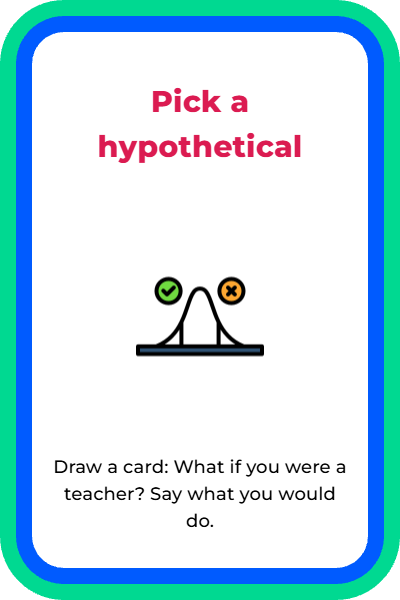 Pick a
hypothetical
Draw a card: What if you were a
teacher? Say what you would
do.